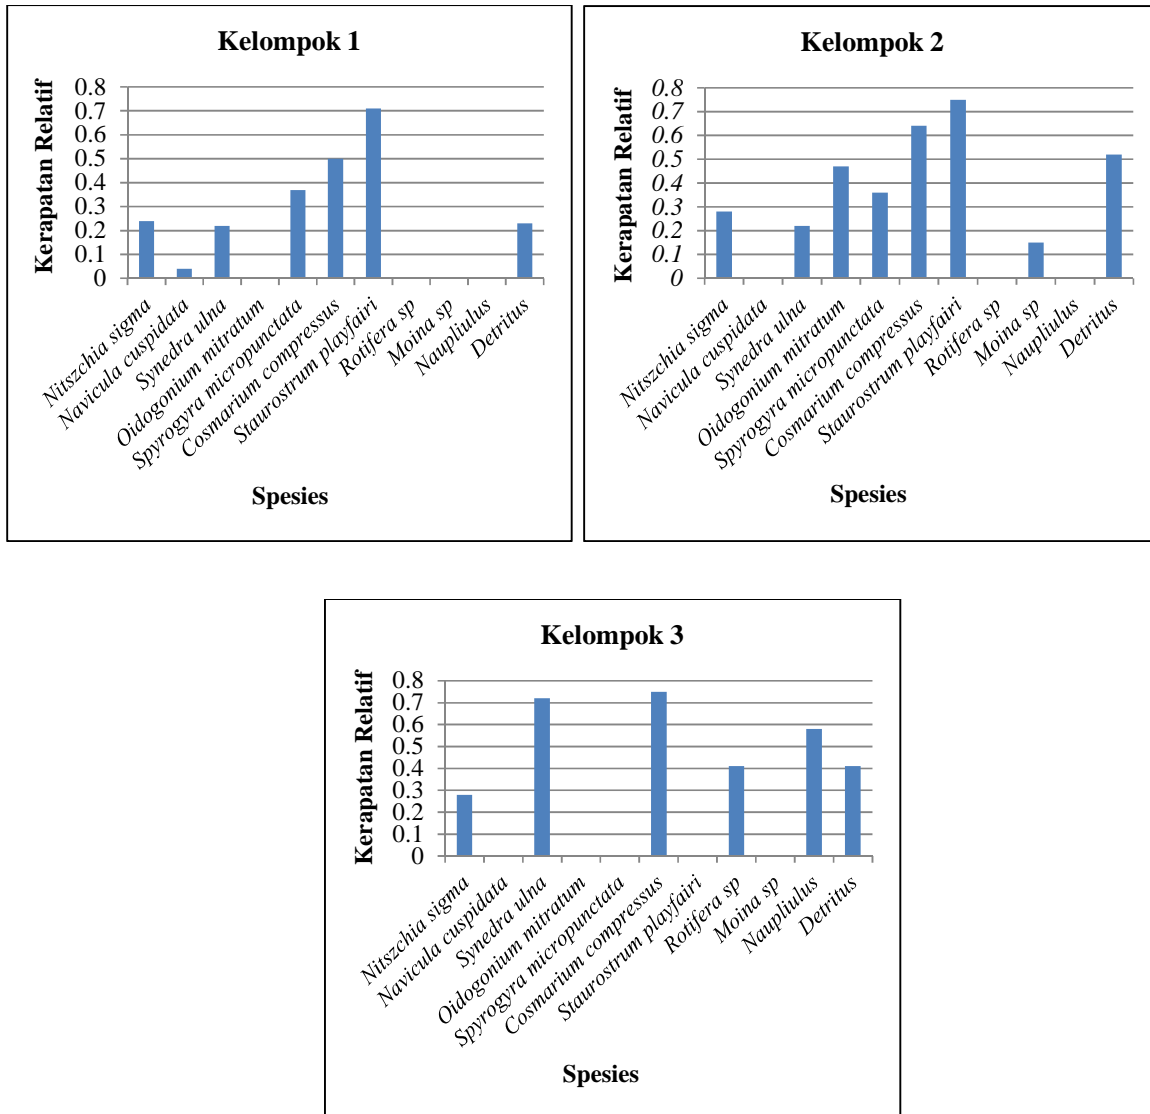 Kelompok 1
Kerapatan Relatif
0.8
0.7
0.6
0.5
0.4
0.3
0.2
0.1
0
Nitszchia sigma
Navicula cuspidata
Synedra ulna
Oidogonium mitratum
Spyrogyra micropunctata
Cosmarium compressus
Staurostrum playfairi
Rotifera sp
Moina sp
Naupliulus
Detritus
Spesies
Kelompok 2
Kerapatan Relatif
0.8
0.7
0.6
0.5
0.4
0.3
0.2
0.1
0
Nitszchia sigma
Navicula cuspidata
Synedra ulna
Oidogonium mitratum
Spyrogyra micropunctata
Cosmarium compressus
Staurostrum playfairi
Rotifera sp
Moina sp
Naupliulus
Detritus
Spesies
Kelompok 3
Kerapatan Relatif
0.8
0.7
0.6
0.5
0.4
0.3
0.2
0.1
0
Nitszchia sigma
Navicula cuspidata
Synedra ulna
Oidogonium mitratum
Spyrogyra micropunctata
Cosmarium compressus
Staurostrum playfairi
Rotifera sp
Moina sp
Naupliulus
Detritus
Spesies